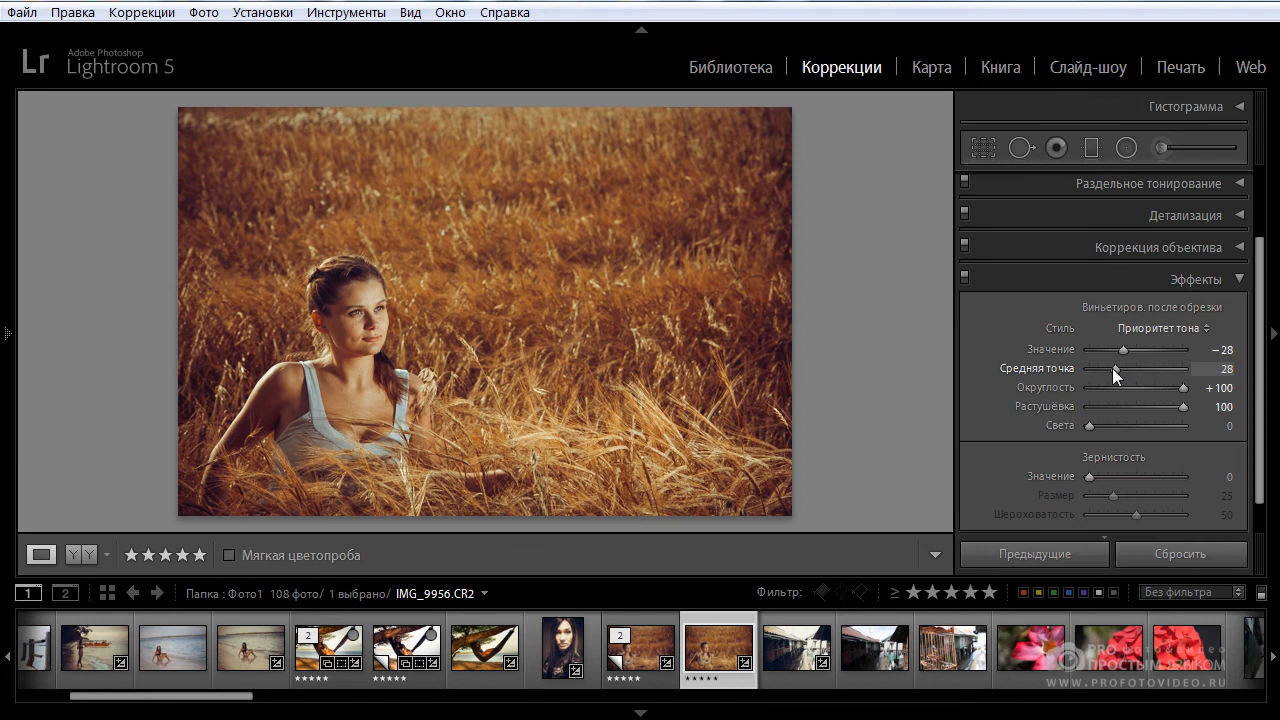 Файл Правка Коррекции Фото Установки Инструменты Вид Окно Справка
Lr Adobe Photoshop
Lightroom 5
Библиотека | Коррекции | Карта | Книга | Слайд-шоу | Печать | Web
Гистограмма
Раздельное тонирование
Детализация
Коррекция объектива
Эффекты
Виньетиров. после обрезки
Стиль Приоритет тона
Значение − 28
Средняя точка 28
Округлость + 100
Растушёвка 100
Света 0
Зернистость
Значение 0
Размер 25
Шероховатость 50
Предыдущие Сбросить
YY Мягкая цветопроба
1 2 Папка : Фото1 108 фото/ 1 выбрано/ IMG_9956.CR2 Фильтр: ≥ Без фильтра
2 2
PRO фото&видео
ПРОСТЫМ ЯЗЫКОМ
WWW.PROFOTOVIDEO.RU